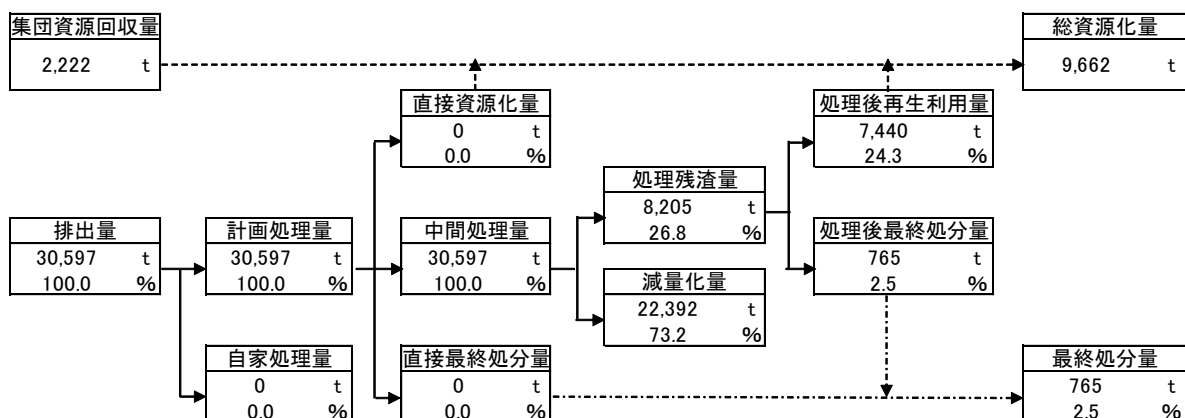 集団資源回収量
2,222 t
総資源化量
9,662 t
直接資源化量
0 t
0.0 %
処理後再生利用量
7,440 t
24.3 %
処理残渣量
8,205 t
26.8 %
排出量
30,597 t
100.0 %
計画処理量
30,597 t
100.0 %
中間処理量
30,597 t
100.0 %
処理後最終処分量
765 t
2.5 %
減量化量
22,392 t
73.2 %
自家処理量
0 t
0.0 %
直接最終処分量
0 t
0.0 %
最終処分量
765 t
2.5 %